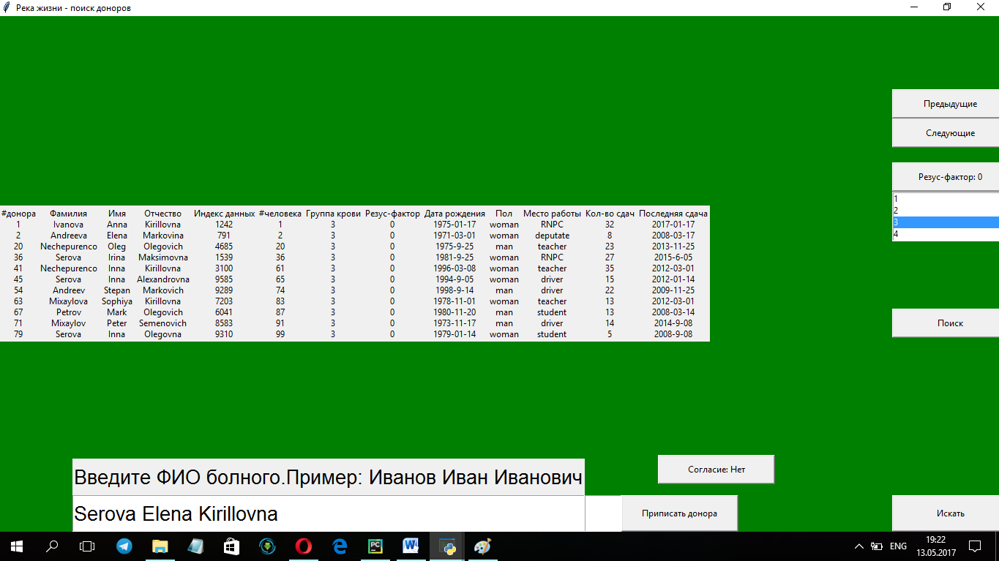 Река жизни - поиск доноров
Предыдущие
Следующие
Резус-фактор: 0
1
2
3
4
#донора Фамилия Имя Отчество Индекс данных #человека Группа крови Резус-фактор Дата рождения Пол Место работы Кол-во сдач Последняя сдача
1 Ivanova Anna Kirillovna 1242 1 3 0 1975-01-17 woman RNPC 32 2017-01-17
2 Andreeva Elena Markovina 791 2 3 0 1971-03-01 woman deputate 8 2008-03-17
20 Nechepurenco Oleg Olegovich 4685 20 3 0 1975-9-25 man teacher 23 2013-11-25
36 Serova Irina Maksimovna 1539 36 3 0 1981-9-25 woman RNPC 27 2015-6-05
41 Nechepurenco Inna Kirillovna 3100 61 3 0 1996-03-08 woman teacher 35 2012-03-01
45 Serova Inna Alexandrovna 9585 65 3 0 1994-9-05 woman driver 15 2012-01-14
54 Andreev Stepan Markovich 9289 74 3 0 1998-9-14 man driver 22 2009-11-25
63 Mixaylova Sophiya Kirillovna 7203 83 3 0 1978-11-01 woman teacher 13 2012-03-01
67 Petrov Mark Olegovich 6041 87 3 0 1980-11-20 man student 13 2008-03-14
71 Mixaylov Peter Semenovich 8583 91 3 0 1973-11-17 man driver 14 2014-9-08
79 Serova Inna Olegovna 9310 99 3 0 1979-01-14 woman student 5 2008-9-08
Поиск
Введите ФИО болного.Пример: Иванов Иван Иванович
Согласие: Нет
Serova Elena Kirillovna
Приписать донора
Искать
ENG
19:22
13.05.2017